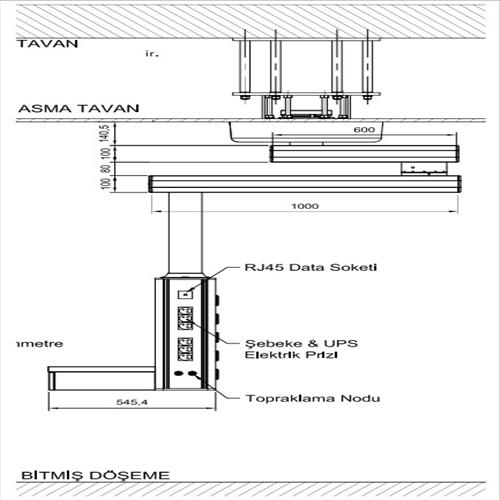 TAVAN
ir.
ASMA TAVAN
140,5
600
100
80
100
1000
RJ45 Data Soketi
Şebeke & UPS
Elektrik Prizi
nmetre
545,4
Topraklama Nodu
BİTMİŞ DÖŞEME